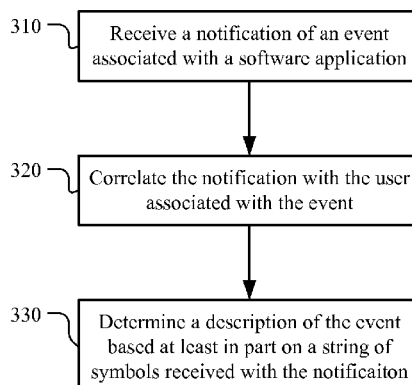 310
Receive a notification of an event
associated with a software application
320
Correlate the notification with the user
associated with the event
330
Determine a description of the event
based at least in part on a string of
symbols received with the notificaiton